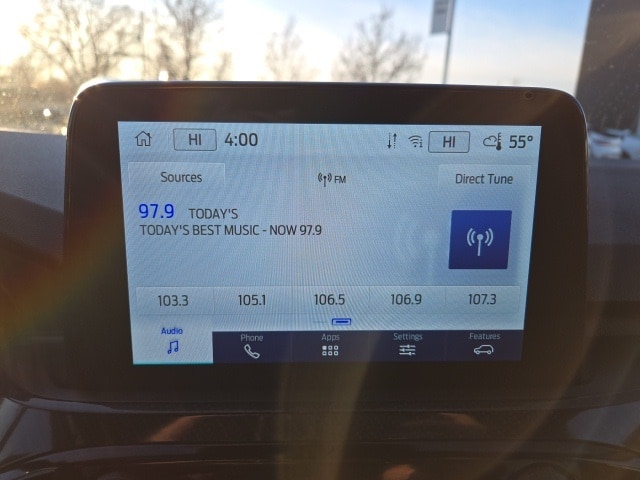 HI 4:00 HI 55°
Sources FM Direct Tune
97.9 TODAY'S
TODAY'S BEST MUSIC - NOW 97.9
103.3 105.1 106.5 106.9 107.3
Audio Phone Apps Settings Features